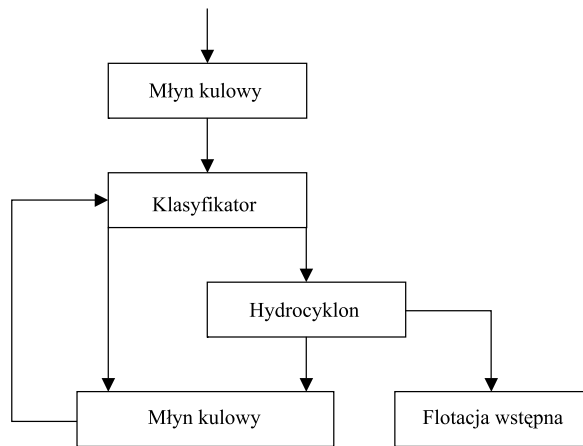 Młyn kulowy
Klasyfikator
Hydrocyklon
Młyn kulowy
Flotacja wstępna